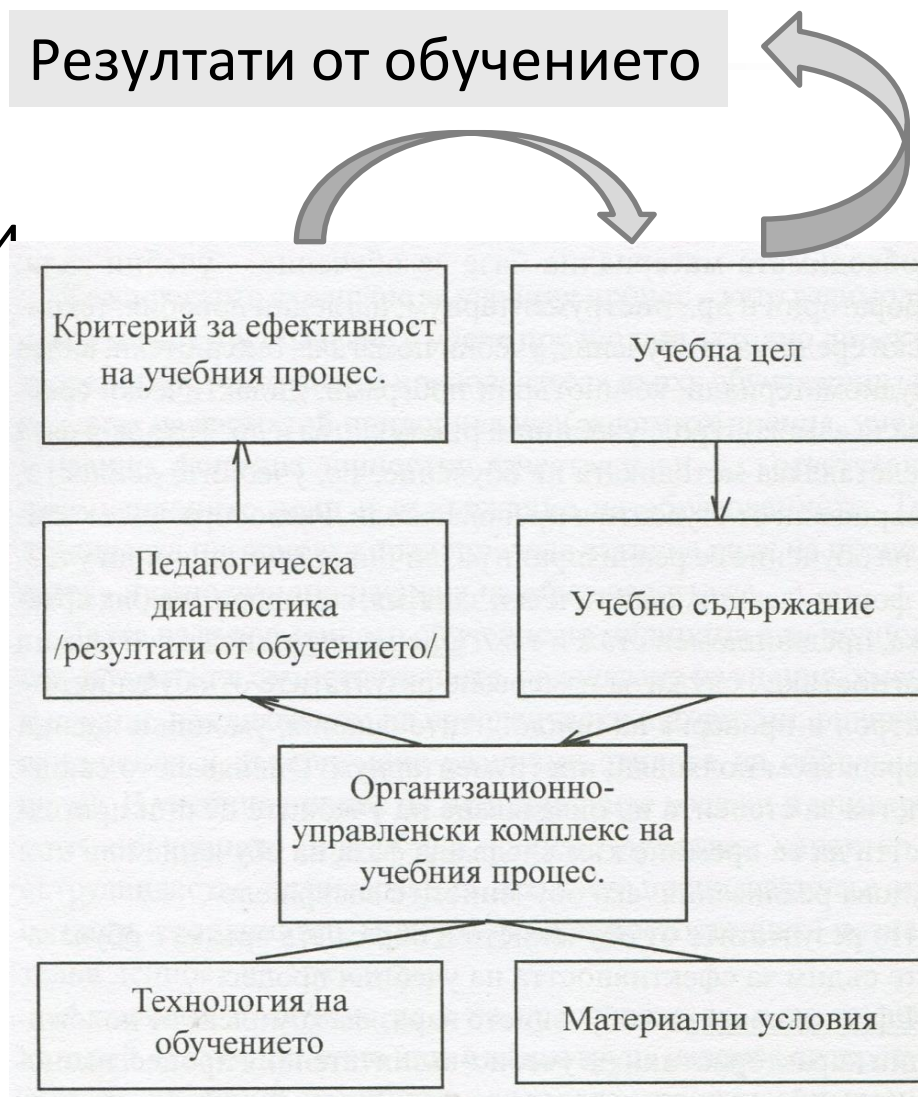 Резултати от обучението
и
Критерий за ефективност
на учебния процес.
Учебна цел
Педагогическа
диагностика
/резултати от обучението/
Учебно съдържание
Организационно-
управленски комплекс на
учебния процес.
Технология на
обучението
Материални условия